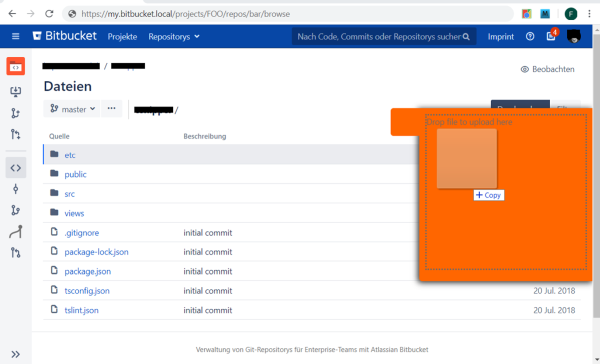 https://my.bitbucket.local/projects/FOO/repos/bar/browse
F
Bitbucket Projekte Repositorys Nach Code, Commits oder Repositorys suchen Imprint 4
/
Beobachten
Dateien
master /
Drop file to upload here
Quelle Beschreibung
etc
+ Copy
public
src
views
.gitignore initial commit
package-lock.json initial commit
package.json initial commit
tsconfig.json initial commit 20 Jul. 2018
tslint.json initial commit 20 Jul. 2018
Verwaltung von Git-Repositorys für Enterprise-Teams mit Atlassian Bitbucket